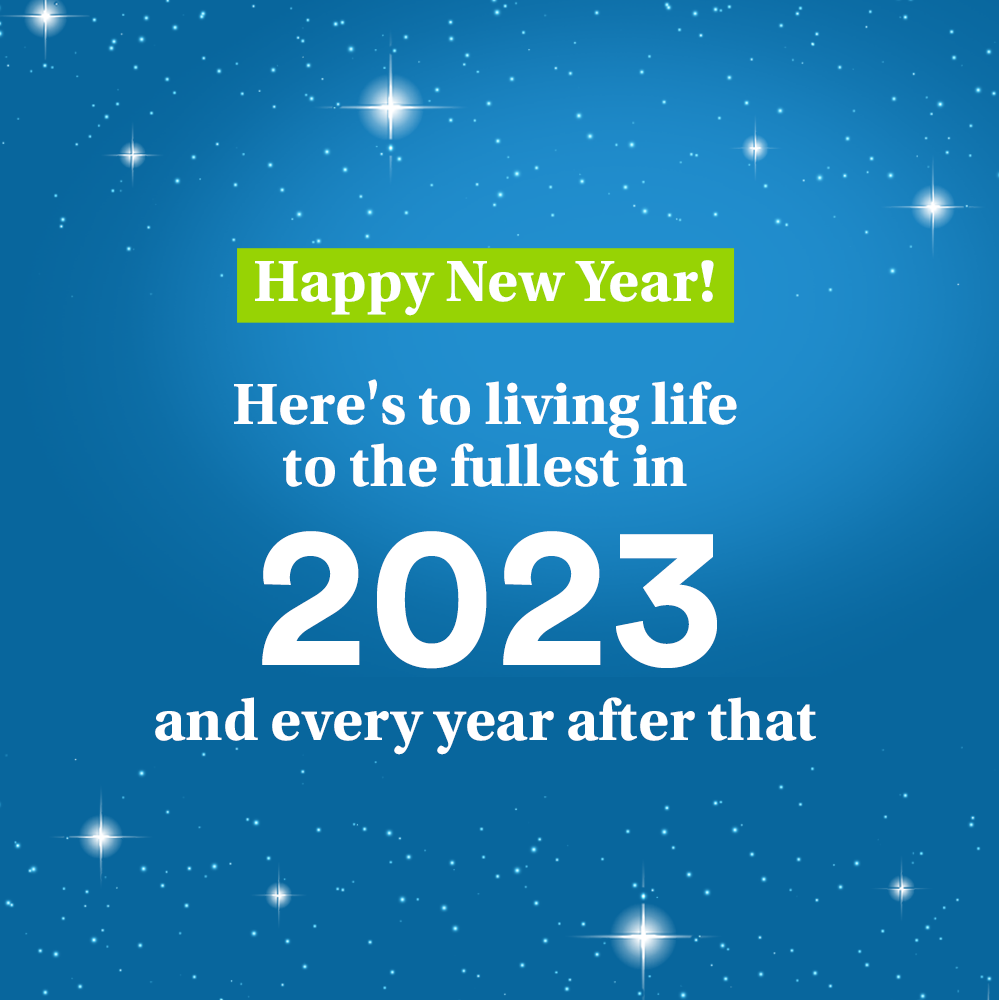 Happy New Year!
Here's to living life
to the fullest in
2023
and every year after that